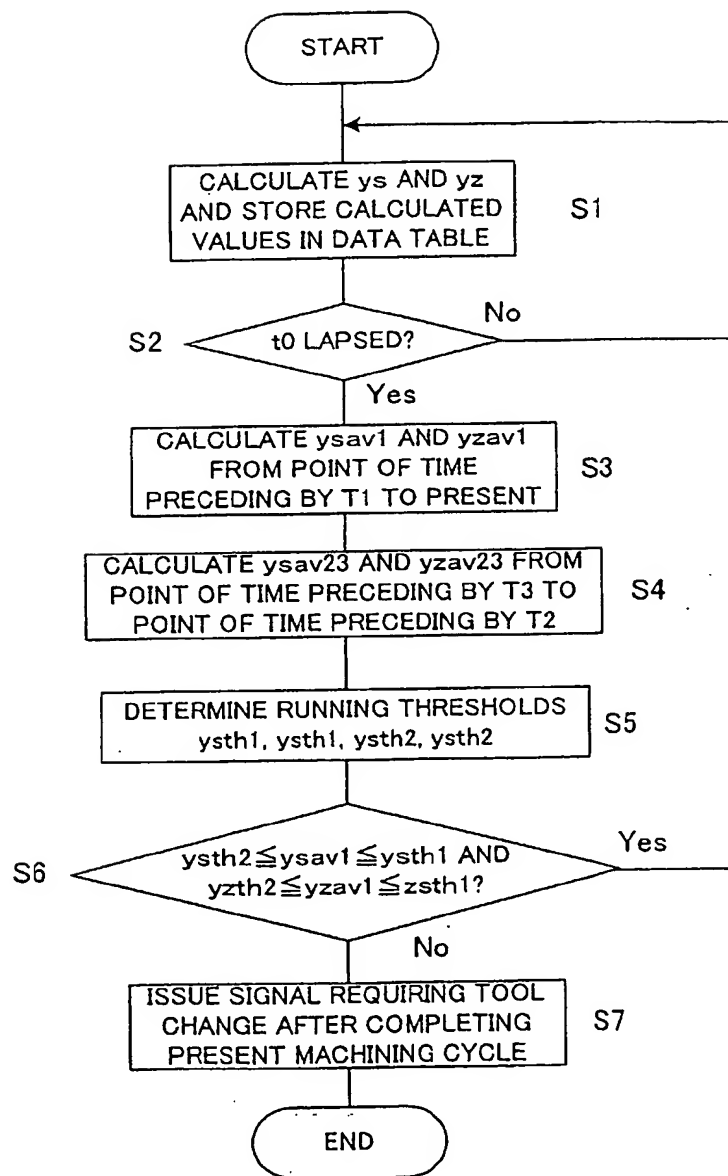 START
CALCULATE ys AND yz
AND STORE CALCULATED
VALUES IN DATA TABLE
S1
S2
t0 LAPSED?
No
Yes
CALCULATE ysav1 AND yzav1
FROM POINT OF TIME
PRECEDING BY T1 TO PRESENT
S3
CALCULATE ysav23 AND yzav23 FROM
POINT OF TIME PRECEDING BY T3 TO
POINT OF TIME PRECEDING BY T2
S4
DETERMINE RUNNING THRESHOLDS
ysth1, ysth1, ysth2, ysth2
S5
S6
ysth2≦ysav1≦ysth1 AND
yzth2≦yzav1≦zsth1?
Yes
No
ISSUE SIGNAL REQUIRING TOOL
CHANGE AFTER COMPLETING
PRESENT MACHINING CYCLE
S7
END